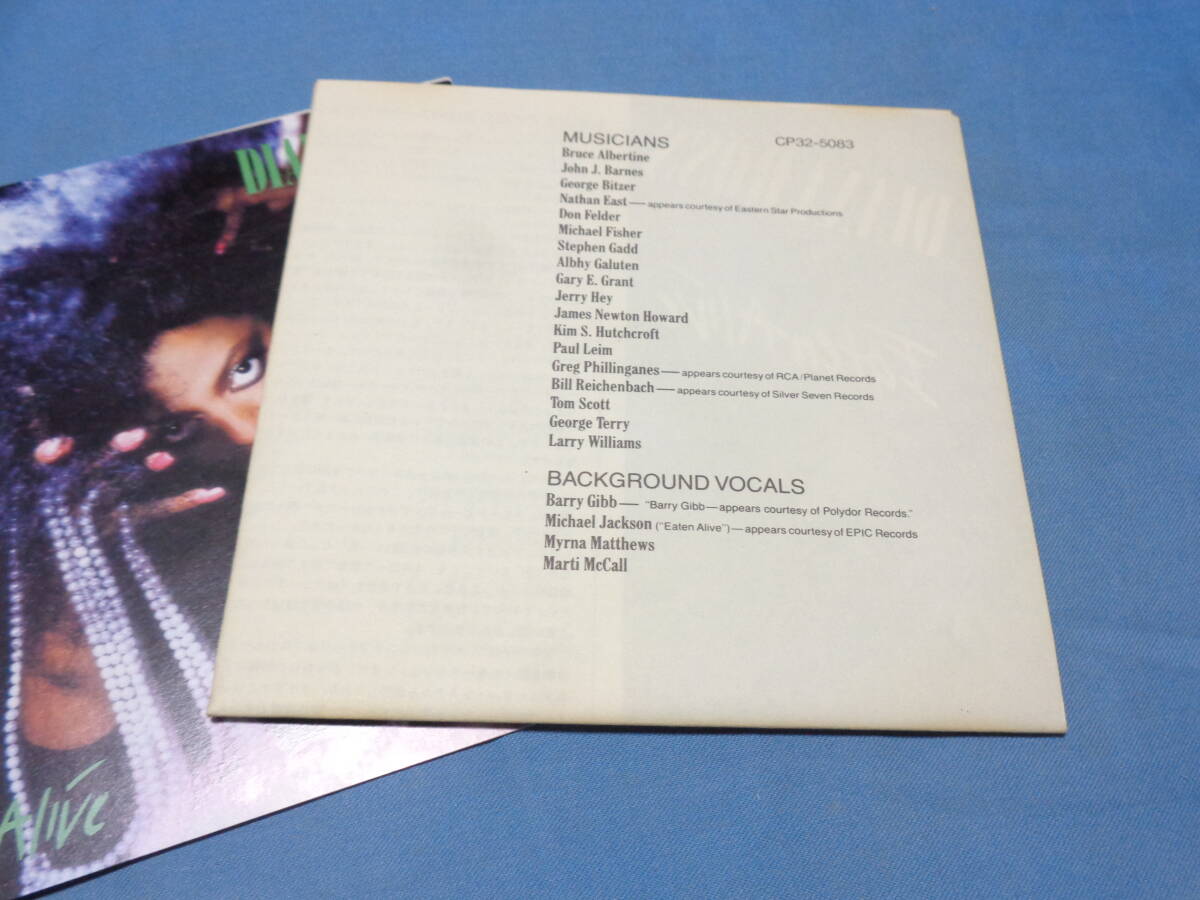 DIA
Alive
MUSICIANS CP32-5083
Bruce Albertine
John J. Barnes
George Bitzer
Nathan East — appears courtesy of Eastern Star Productions
Don Felder
Michael Fisher
Stephen Gadd
Albhy Galuten
Gary E. Grant
Jerry Hey
James Newton Howard
Kim S. Hutchcroft
Paul Leim
Greg Phillinganes — appears courtesy of RCA/Planet Records
Bill Reichenbach — appears courtesy of Silver Seven Records
Tom Scott
George Terry
Larry Williams
BACKGROUND VOCALS
Barry Gibb — "Barry Gibb—appears courtesy of Polydor Records."
Michael Jackson ("Eaten Alive")—appears courtesy of EPIC Records
Myrna Matthews
Marti McCall